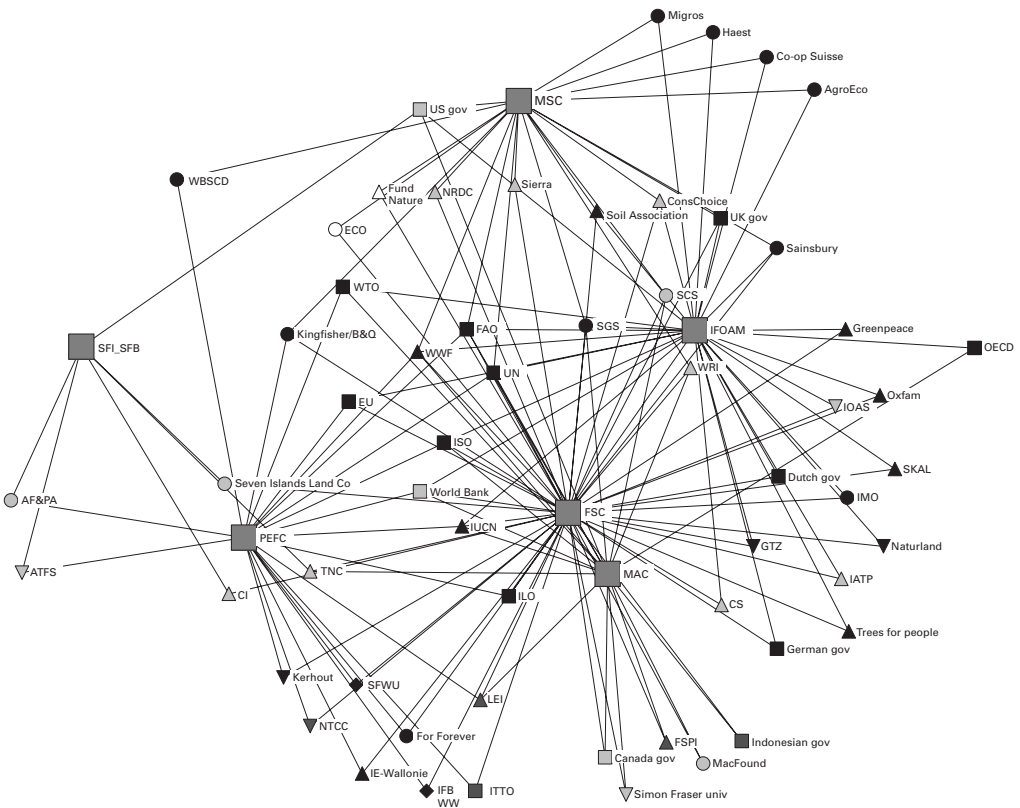 Migros
Haest
Co-op Suisse
AgroEco
MSC
US gov
WBSCD
Fund
Nature
NRDC
Sierra
ConsChoice
Soil Association
UK gov
ECO
Sainsbury
WTO
SCS
Kingfisher/B&Q
FAO
SGS
IFOAM
Greenpeace
SFI_SFB
WWF
OECD
WRI
UN
EU
Oxfam
IOAS
ISO
SKAL
Seven Islands Land Co
Dutch gov
World Bank
AF&PA
IMO
FSC
IUCN
PEFC
GTZ
Naturland
ATFS
TNC
MAC
IATP
CI
ILO
CS
Trees for people
German gov
Kerhout
SFWU
LEI
NTCC
For Forever
FSPI
Indonesian gov
Canada gov
MacFound
IE-Wallonie
IFB
WW
ITTO
Simon Fraser univ